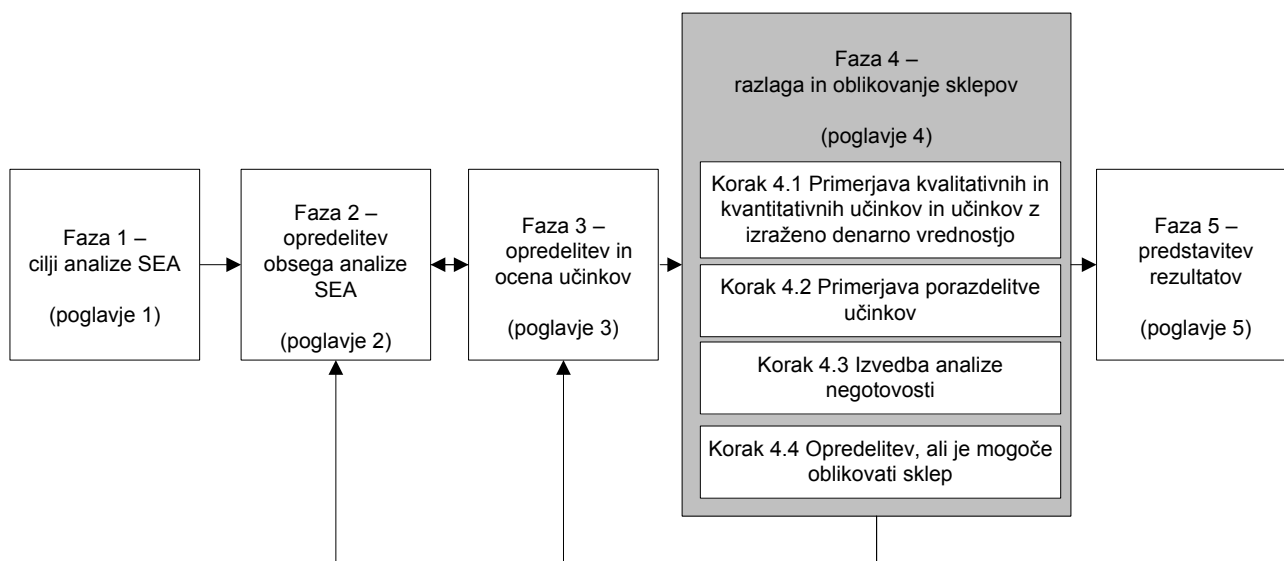 Faza 1 –
cilji analize SEA
(poglavje 1)
Faza 2 –
opredelitev
obsega analize
SEA
(poglavje 2)
Faza 3 –
opredelitev in
ocena učinkov
(poglavje 3)
Faza 4 –
razlaga in oblikovanje sklepov
(poglavje 4)
Korak 4.1 Primerjava kvalitativnih in
kvantitativnih učinkov in učinkov z
izraženo denarno vrednostjo
Korak 4.2 Primerjava porazdelitve
učinkov
Korak 4.3 Izvedba analize
negotovosti
Korak 4.4 Opredelitev, ali je mogoče
oblikovati sklep
Faza 5 –
predstavitev
rezultatov
(poglavje 5)